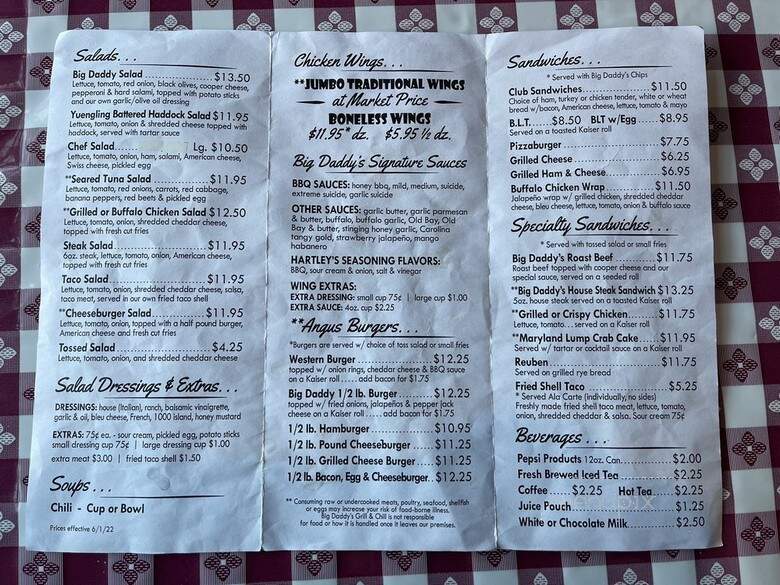 Salads. . .
Big Daddy Salad ................. $13.50
Lettuce, tomato, red onion, black olives, cooper cheese,
pepperoni & hard salami, topped with potato sticks
and our own garlic/olive oil dressing
Yuengling Battered Haddock Salad $11.95
Lettuce, tomato, onion & shredded cheese topped with
haddock, served with tartar sauce
Chef Salad........ Lg. $10.50
Lettuce, tomato, onion, ham, salami, American cheese,
Swiss cheese, pickled egg
**Seared Tuna Salad ............... $11.95
Lettuce, tomato, red onions, carrots, red cabbage,
banana peppers, red beets & pickled egg
**Grilled or Buffalo Chicken Salad $12.50
Lettuce, tomato, onion, shredded cheddar cheese,
topped with fresh cut fries
Steak Salad......................... $11.95
6oz. steak, lettuce, tomato, onion, American cheese,
topped with fresh cut fries
Taco Salad.......................... $11.95
Lettuce, tomato, onion, shredded cheddar cheese, salsa,
taco meat, served in our own fried taco shell
**Cheeseburger Salad............. $11.95
Lettuce, tomato, onion, topped with a half pound burger,
American cheese and fresh cut fries
Tossed Salad ....................... $4.25
Lettuce, tomato, onion, and shredded cheddar cheese
Salad Dressings & Extras. . .
DRESSINGS: house (Italian), ranch, balsamic vinaigrette,
garlic & oil, bleu cheese, French, 1000 island, honey mustard
EXTRAS: 75¢ ea. - sour cream, pickled egg, potato sticks
small dressing cup 75¢ | large dressing cup $1.00
extra meat $3.00 | fried taco shell $1.50
Soups . . .
Chili - Cup or Bowl
Prices effective 6/1/22
Chicken Wings. . .
**JUMBO TRADITIONAL WINGS
at Market Price
BONELESS WINGS
$11.95* dz. $5.95 ½ dz.
Big Daddy's Signature Sauces
BBQ SAUCES: honey bbq, mild, medium, suicide,
extreme suicide, garlic suicide
OTHER SAUCES: garlic butter, garlic parmesan
& butter, buffalo, buffalo garlic, Old Bay, Old
Bay & butter, stinging honey garlic, Carolina
tangy gold, strawberry jalapeño, mango
habanero
HARTLEY'S SEASONING FLAVORS:
BBQ, sour cream & onion, salt & vinegar
WING EXTRAS:
EXTRA DRESSING: small cup 75¢ | large cup $1.00
EXTRA SAUCE: 4oz. cup $2.25
**Angus Burgers. . .
*Burgers are served w/ choice of toss salad or small fries
Western Burger .................... $12.25
topped w/ onion rings, cheddar cheese & BBQ sauce
on a Kaiser roll ..... add bacon for $1.75
Big Daddy 1/2 lb. Burger.......... $12.25
topped w/ fried onions, jalapeños & pepper jack
cheese on a Kaiser roll ..... add bacon for $1.75
1/2 lb. Hamburger ................ $10.95
1/2 lb. Pound Cheeseburger .... $11.25
1/2 lb. Grilled Cheese Burger .... $11.25
1/2 lb. Bacon, Egg & Cheeseburger.. $12.25
** Consuming raw or undercooked meats, poultry, seafood, shellfish
or eggs may increase your risk of food-borne illness.
Big Daddy's Grill & Chill is not responsible
for food or how it is handled once it leaves our premises.
Sandwiches. . .
* Served with Big Daddy's Chips
Club Sandwiches................. $11.50
Choice of ham, turkey or chicken tender, white or wheat
bread w/bacon, American cheese, lettuce, tomato & mayo
B.L.T. .....$8.50 BLT w/Egg ..... $8.95
Served on a toasted Kaiser roll
Pizzaburger ......................... $7.75
Grilled Cheese ..................... $6.25
Grilled Ham & Cheese............ $6.95
Buffalo Chicken Wrap............. $11.50
Jalapeño wrap w/ grilled chicken, shredded cheddar
cheese, bleu cheese, lettuce, tomato, onion & buffalo sauce
Specialty Sandwiches. . .
* Served with tossed salad or small fries
Big Daddy's Roast Beef ........... $11.75
Roast beef topped with cooper cheese and our
special sauce, served on a seeded roll
**Big Daddy's House Steak Sandwich $13.25
5oz. house steak served on a toasted Kaiser roll
**Grilled or Crispy Chicken....... $11.75
Lettuce, tomato. . . served on a Kaiser roll
**Maryland Lump Crab Cake..... $11.95
Served w/ tartar or cocktail sauce on a Kaiser roll
Reuben.............................. $11.75
Served on grilled rye bread
Fried Shell Taco .................... $5.25
* Served Ala Carte (individually, no sides)
Freshly made fried shell taco meat, lettuce, tomato,
onion, shredded cheddar & salsa. Sour cream 75¢
Beverages . . .
Pepsi Products 12oz. Can......... $2.00
Fresh Brewed Iced Tea ........... $2.25
Coffee ..... $2.25 Hot Tea..... $2.25
Juice Pouch......................... $1.25
White or Chocolate Milk.......... $2.50